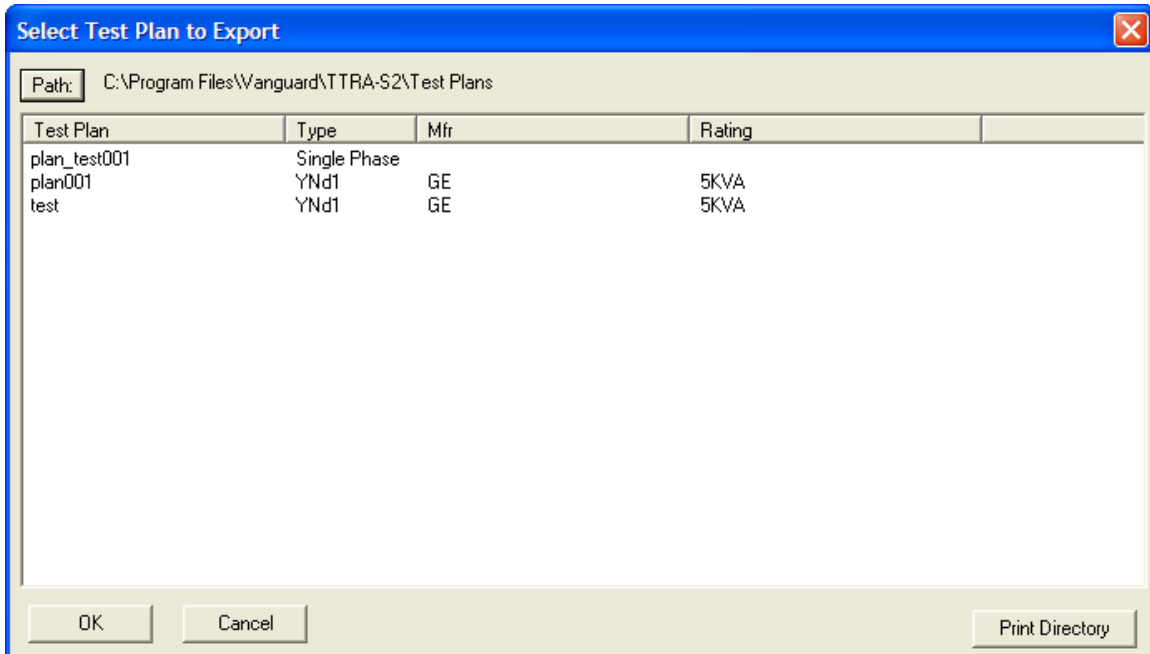 Select Test Plan to Export
Path: C:\Program Files\Vanguard\TTRA-S2\Test Plans
Test Plan Type Mfr Rating
plan_test001 Single Phase
plan001 YNd1 GE 5KVA
test YNd1 GE 5KVA
OK Cancel Print Directory